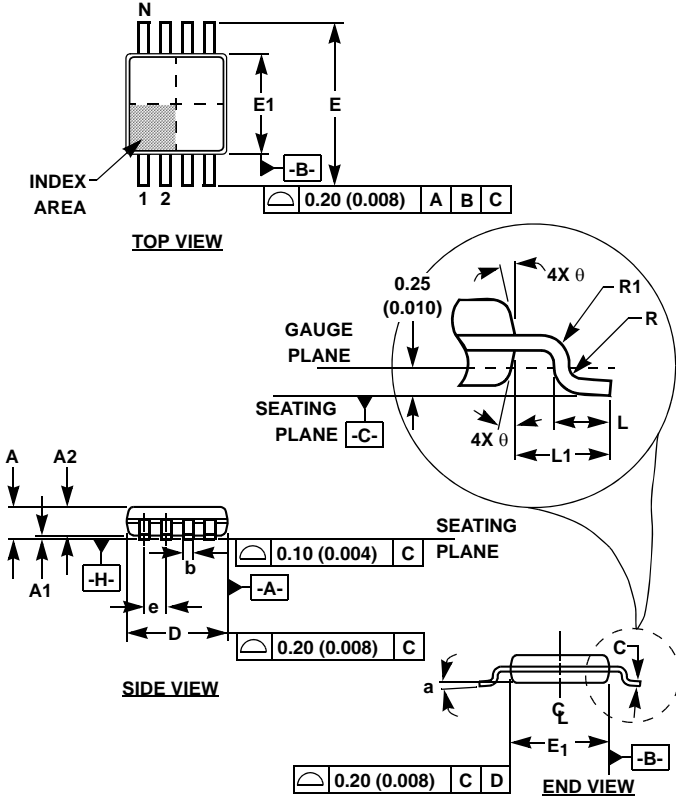 N
E1
E
-B-
INDEX
AREA
1 2
0.20 (0.008) A B C
TOP VIEW
0.25
(0.010)
4X θ
R1
R
GAUGE
PLANE
SEATING
PLANE
-C-
4X θ
L
L1
A
A2
A1
-H-
b
e
D
SEATING
PLANE
0.10 (0.004) C
-A-
0.20 (0.008) C
SIDE VIEW
C
a
CL
E1
-B-
0.20 (0.008) C D
END VIEW